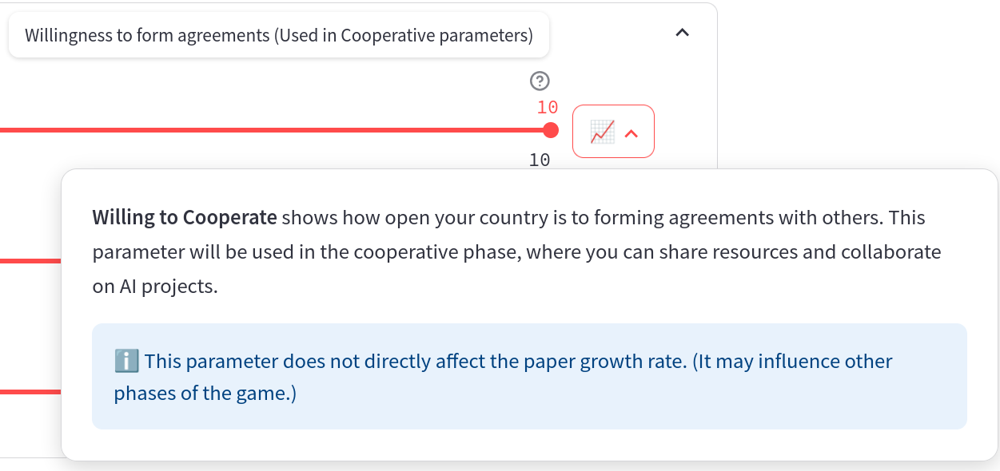 Willingness to form agreements (Used in Cooperative parameters)
10
10
Willing to Cooperate shows how open your country is to forming agreements with others. This
parameter will be used in the cooperative phase, where you can share resources and collaborate
on AI projects.
ℹ️ This parameter does not directly affect the paper growth rate. (It may influence other
phases of the game.)